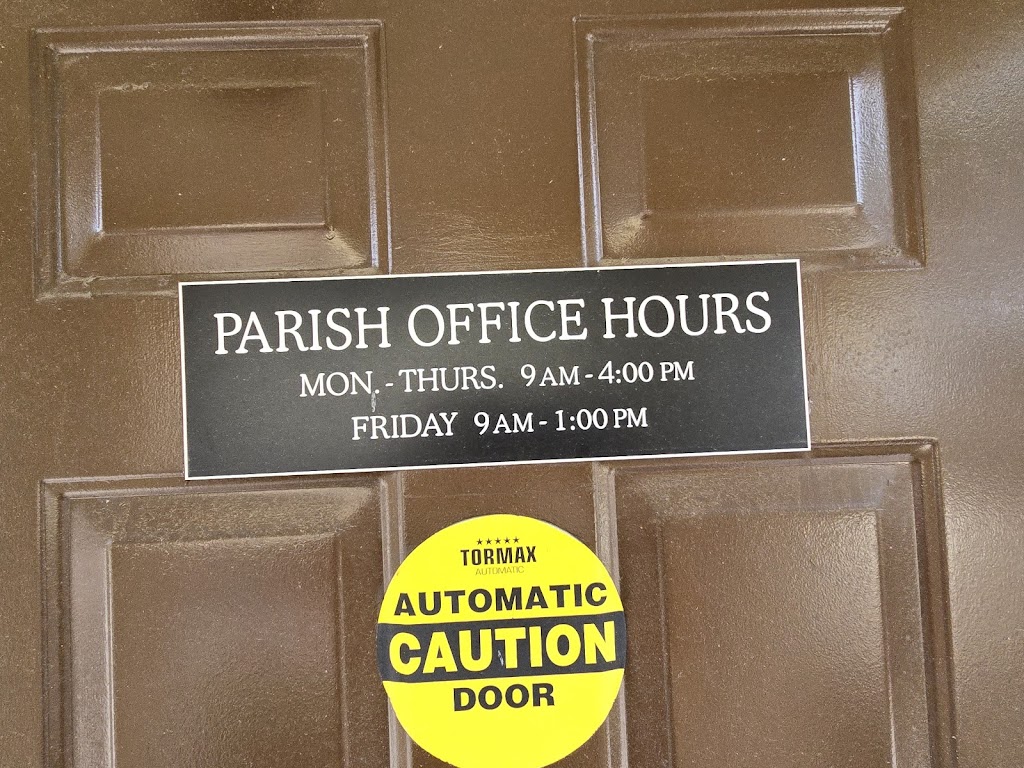 PARISH OFFICE HOURS
MON. - THURS. 9 AM - 4:00 PM
FRIDAY 9 AM - 1:00 PM
TORMAX
AUTOMATIC
AUTOMATIC
CAUTION
DOOR